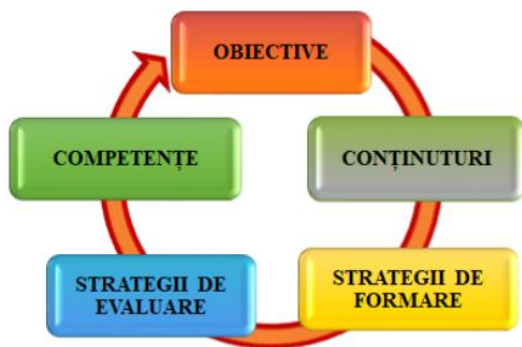 OBIECTIVE
CONȚINUTURI
STRATEGII DE
FORMARE
STRATEGII DE
EVALUARE
COMPETENȚE